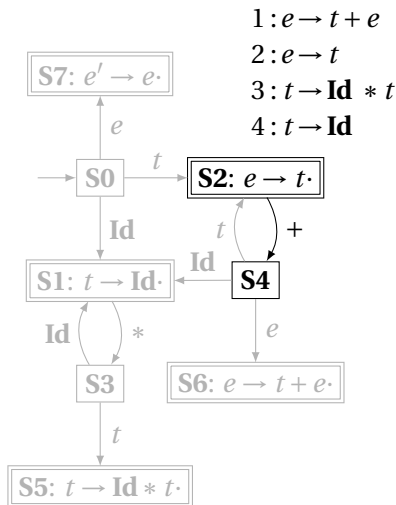 1 : e → t + e
2 : e → t
3 : t → Id * t
4 : t → Id
S7: e′ → e·
e
S0
t
S2: e → t·
Id
t
+
S1: t → Id·
Id
S4
Id
*
e
S3
S6: e → t + e·
t
S5: t → Id * t·